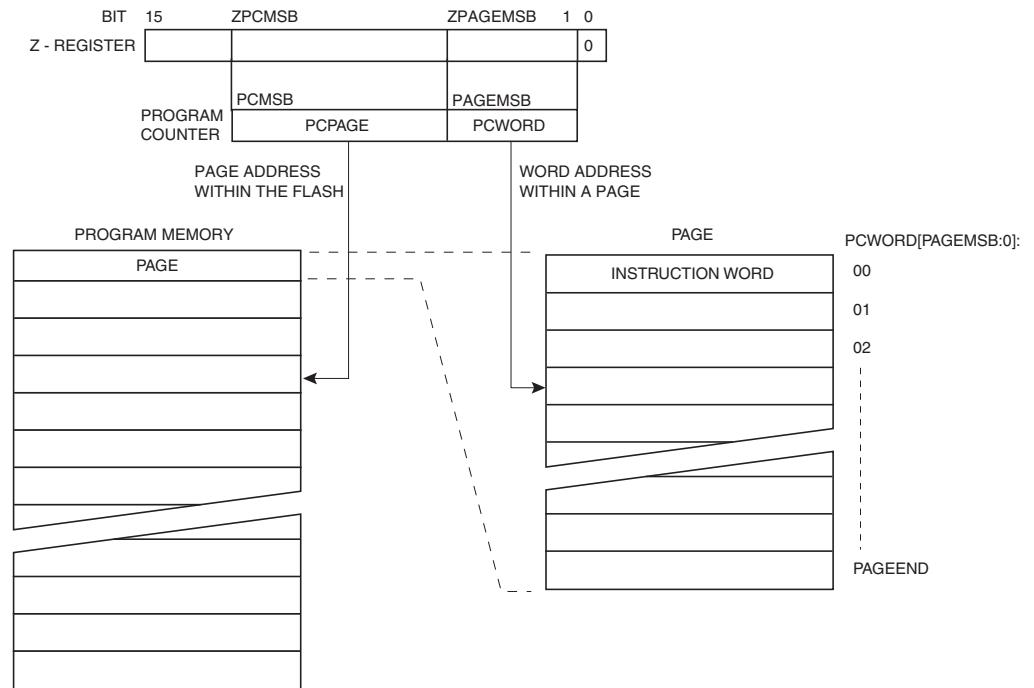 BIT 15 ZPCMSB ZPAGEMSB 1 0
Z - REGISTER 0
PCMSB PAGEMSB
PROGRAM
COUNTER
PCPAGE PCWORD
PAGE ADDRESS
WITHIN THE FLASH
WORD ADDRESS
WITHIN A PAGE
PROGRAM MEMORY
PAGE
PAGE
INSTRUCTION WORD
PCWORD[PAGEMSB:0]:
00
01
02
PAGEEND